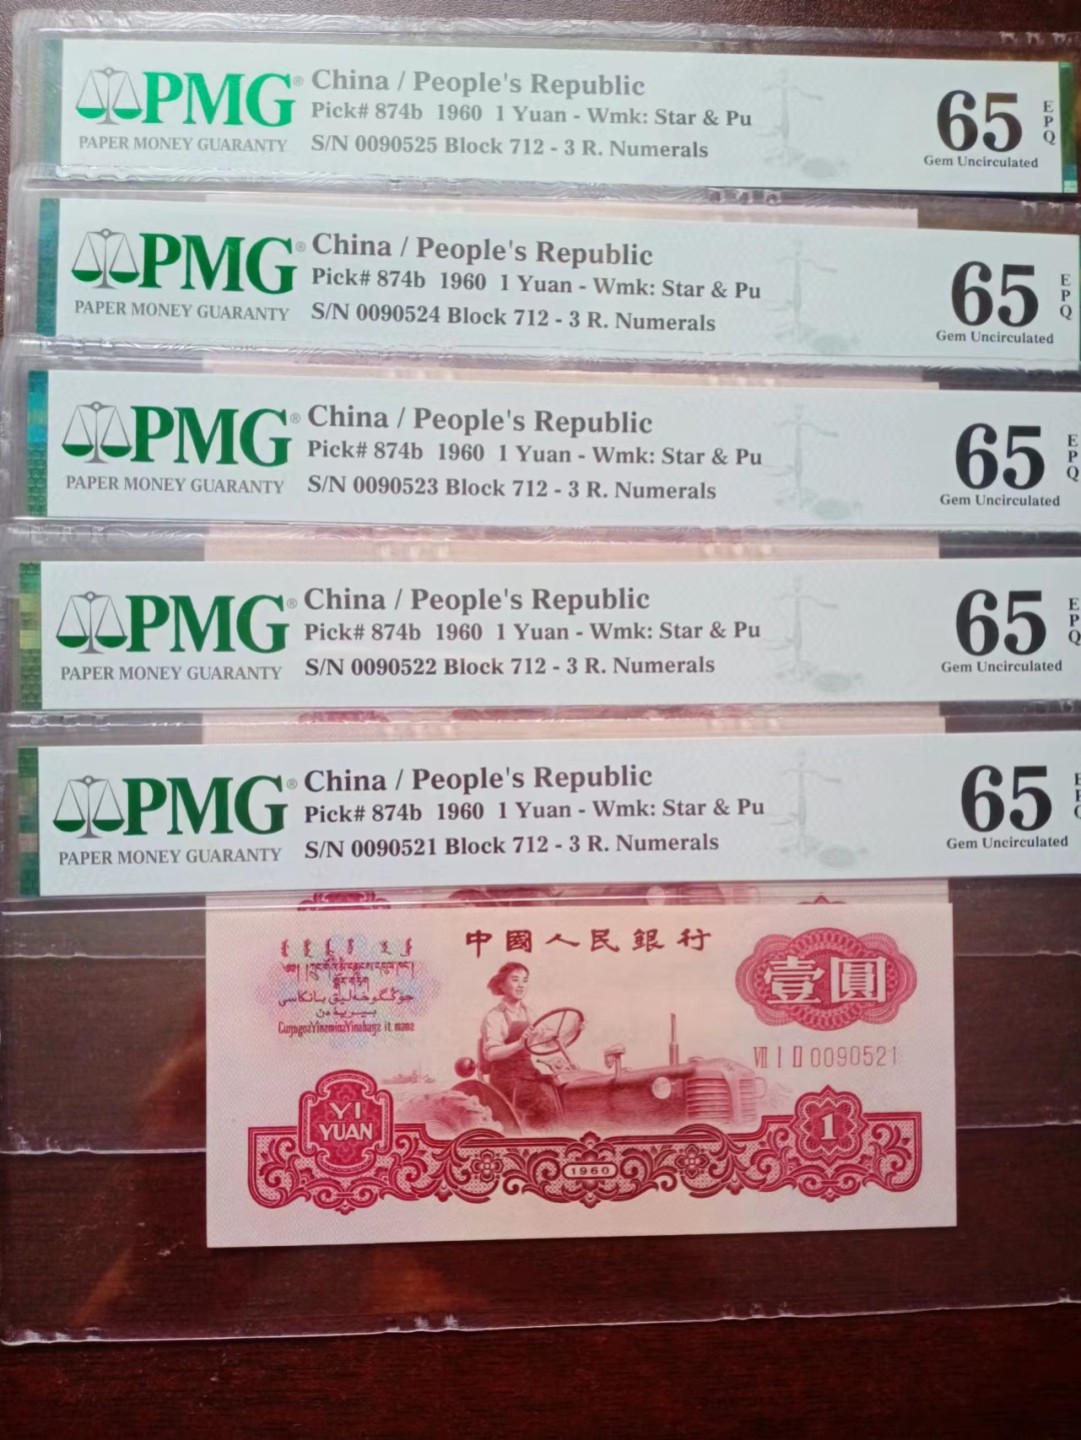 PMG®
PAPER MONEY GUARANTY
China / People's Republic
Pick# 874b 1960 1 Yuan - Wmk: Star & Pu
S/N 0090525 Block 712 - 3 R. Numerals
65
EPQ
Gem Uncirculated
PMG®
PAPER MONEY GUARANTY
China / People's Republic
Pick# 874b 1960 1 Yuan - Wmk: Star & Pu
S/N 0090524 Block 712 - 3 R. Numerals
65
EPQ
Gem Uncirculated
PMG®
PAPER MONEY GUARANTY
China / People's Republic
Pick# 874b 1960 1 Yuan - Wmk: Star & Pu
S/N 0090523 Block 712 - 3 R. Numerals
65
EPQ
Gem Uncirculated
PMG®
PAPER MONEY GUARANTY
China / People's Republic
Pick# 874b 1960 1 Yuan - Wmk: Star & Pu
S/N 0090522 Block 712 - 3 R. Numerals
65
EPQ
Gem Uncirculated
PMG®
PAPER MONEY GUARANTY
China / People's Republic
Pick# 874b 1960 1 Yuan - Wmk: Star & Pu
S/N 0090521 Block 712 - 3 R. Numerals
65
Gem Uncirculated
中國人民銀行
壹圓
VII I II 0090521
YI
YUAN
1
1960